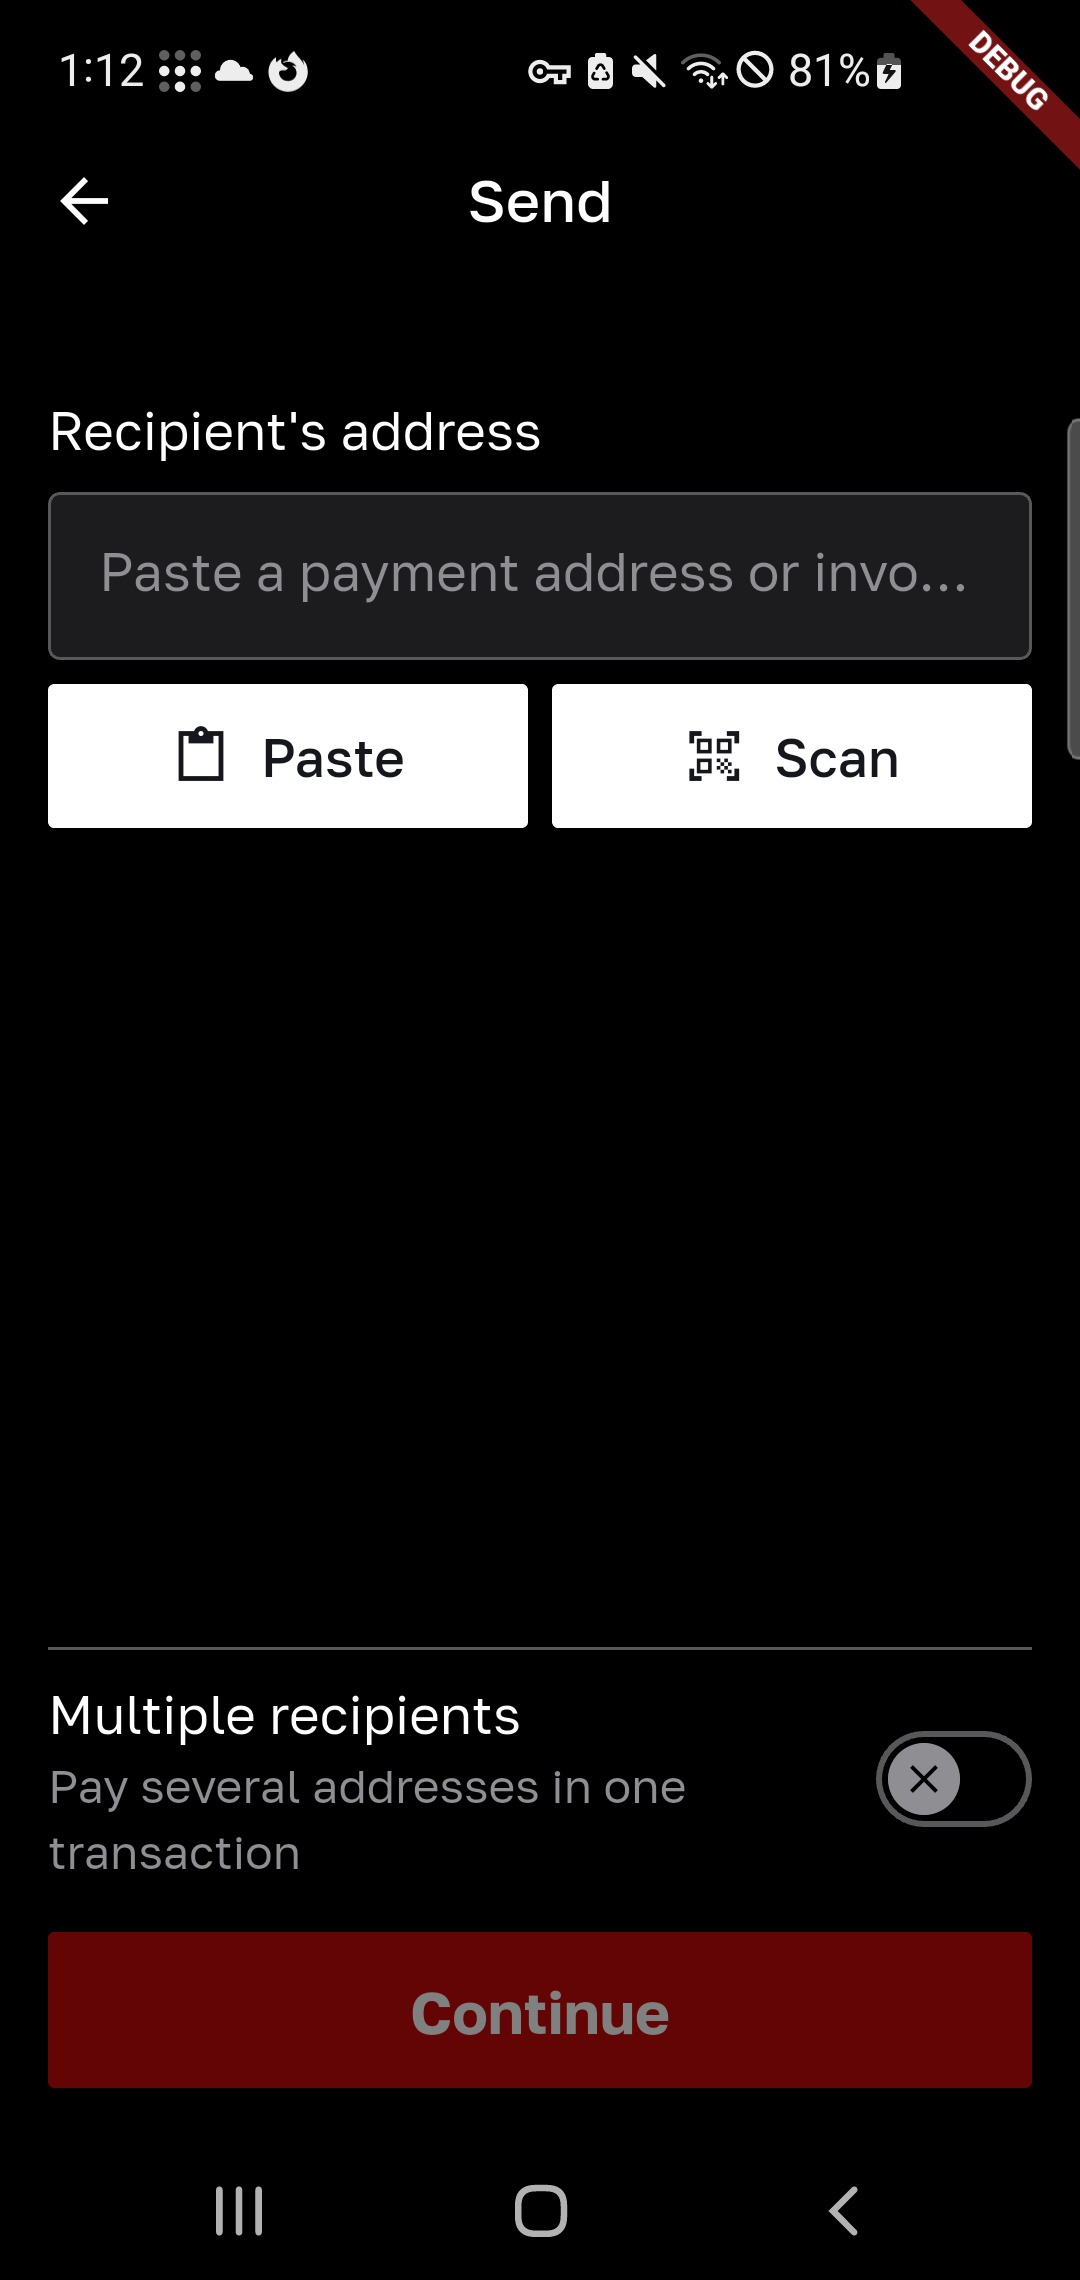 1:12
81%
DEBUG
Send
Recipient's address
Paste a payment address or invo...
Paste
Scan
Multiple recipients
Pay several addresses in one
transaction
Continue